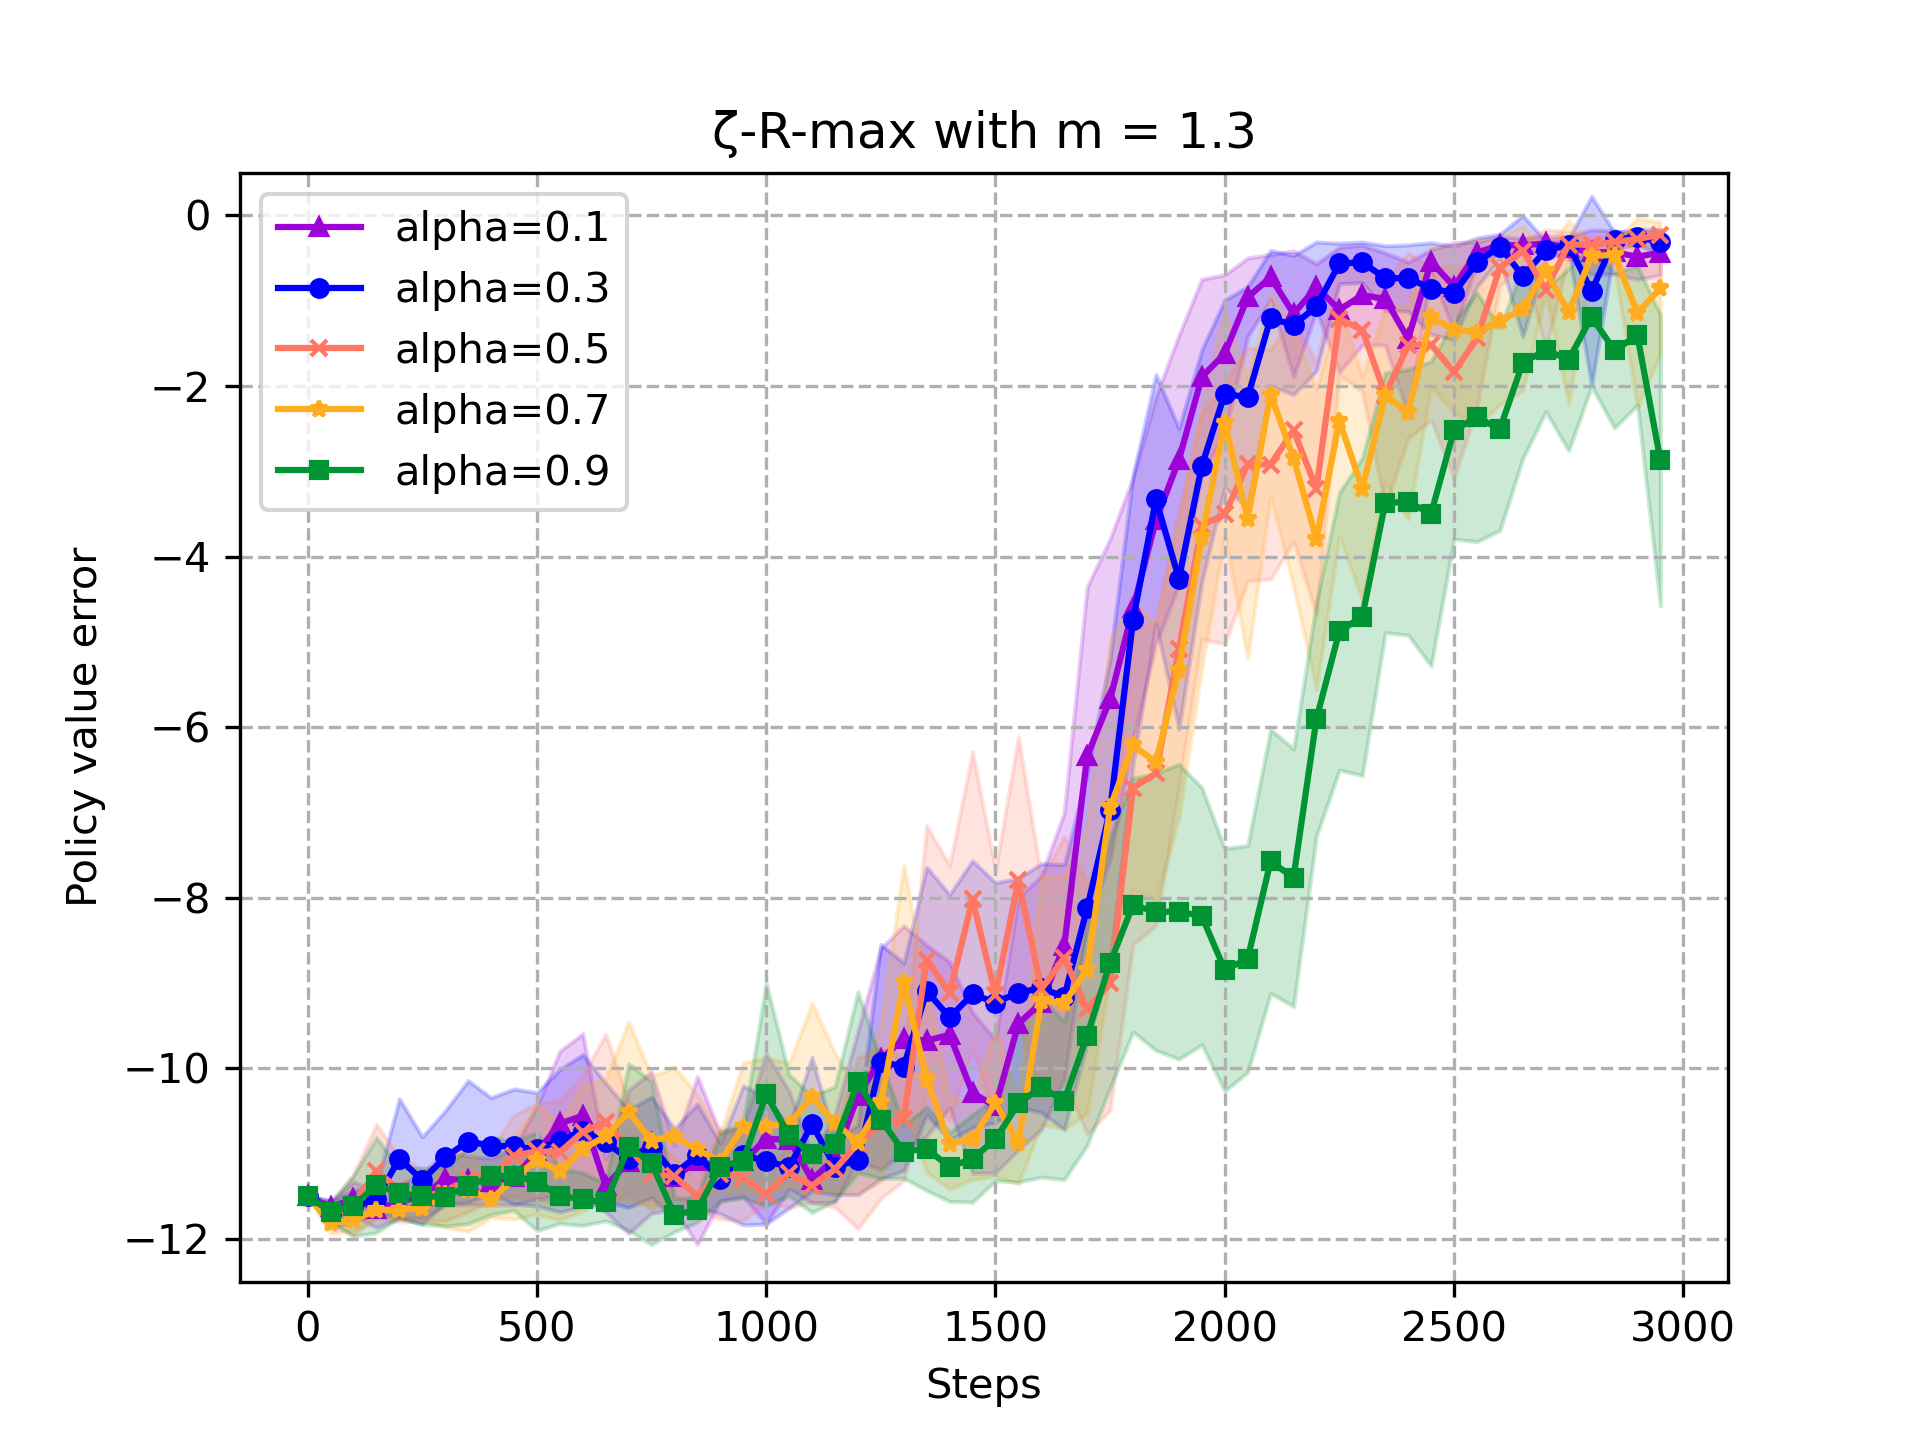 ζ-R-max with m = 1.3
alpha=0.1
alpha=0.3
alpha=0.5
alpha=0.7
alpha=0.9
Policy value error
0
−2
−4
−6
−8
−10
−12
0 500 1000 1500 2000 2500 3000
Steps